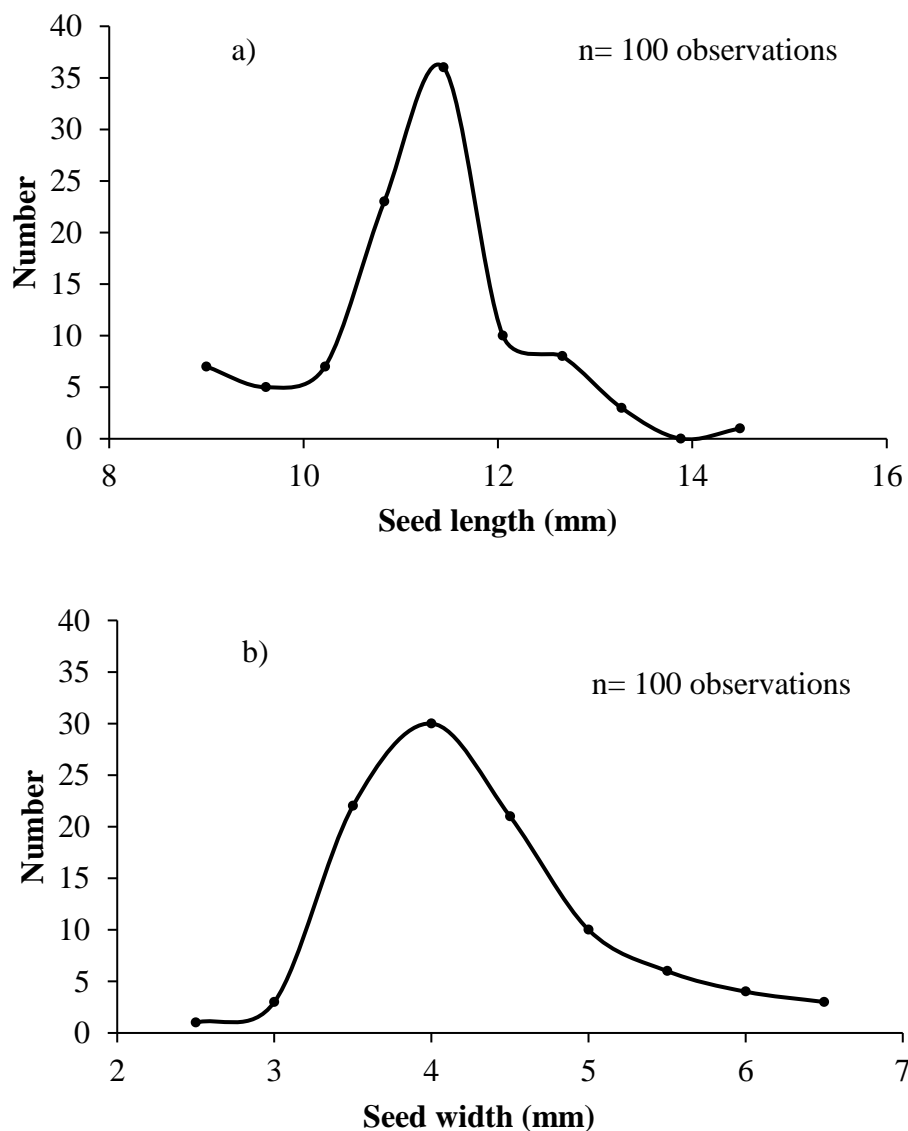 40
a)
n= 100 observations
35
30
25
20
15
10
5
0
Number
8 10 12 14 16
Seed length (mm)
40
b)
35
n= 100 observations
30
25
20
15
10
5
0
Number
2 3 4 5 6 7
Seed width (mm)